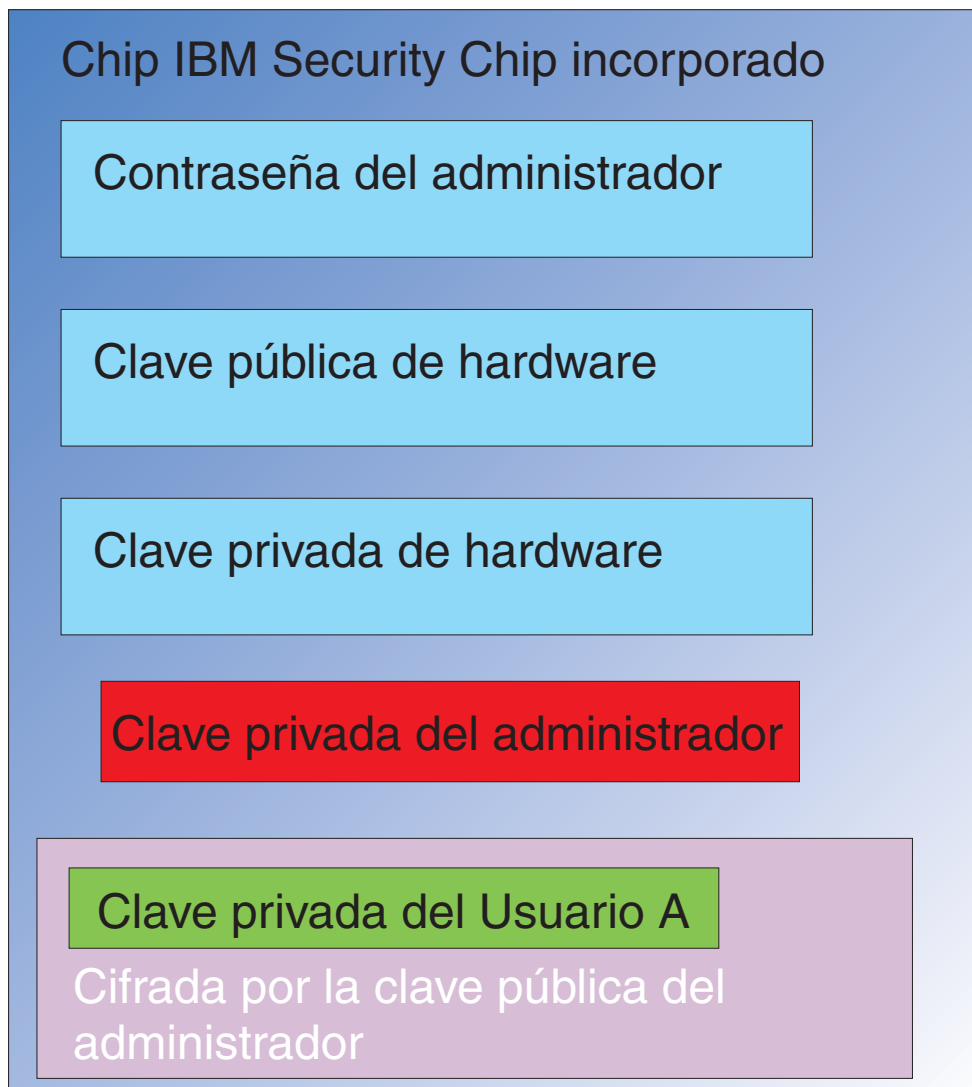 Chip IBM Security Chip incorporado
Contraseña del administrador
Clave pública de hardware
Clave privada de hardware
Clave privada del administrador
Clave privada del Usuario A
Cifrada por la clave pública del
administrador